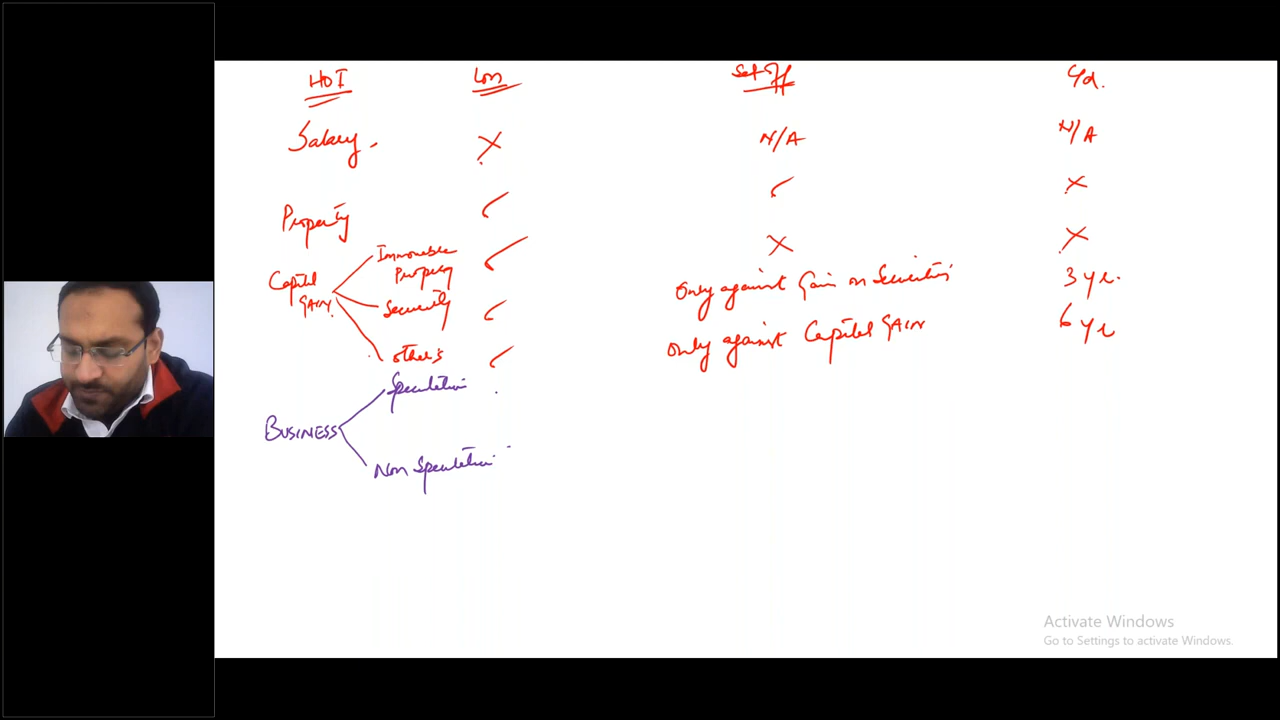 HOI Loss Set off C/d.
Salary. X N/A N/A
Property ✓ ✓ X
Capital GAIN. Immovable Property ✓ X X
Security ✓ Only against Gain on Securities 3 yr.
others ✓ only against Capital GAIN 6 yr
BUSINESS Speculation
Non Speculation
Activate Windows
Go to Settings to activate Windows.